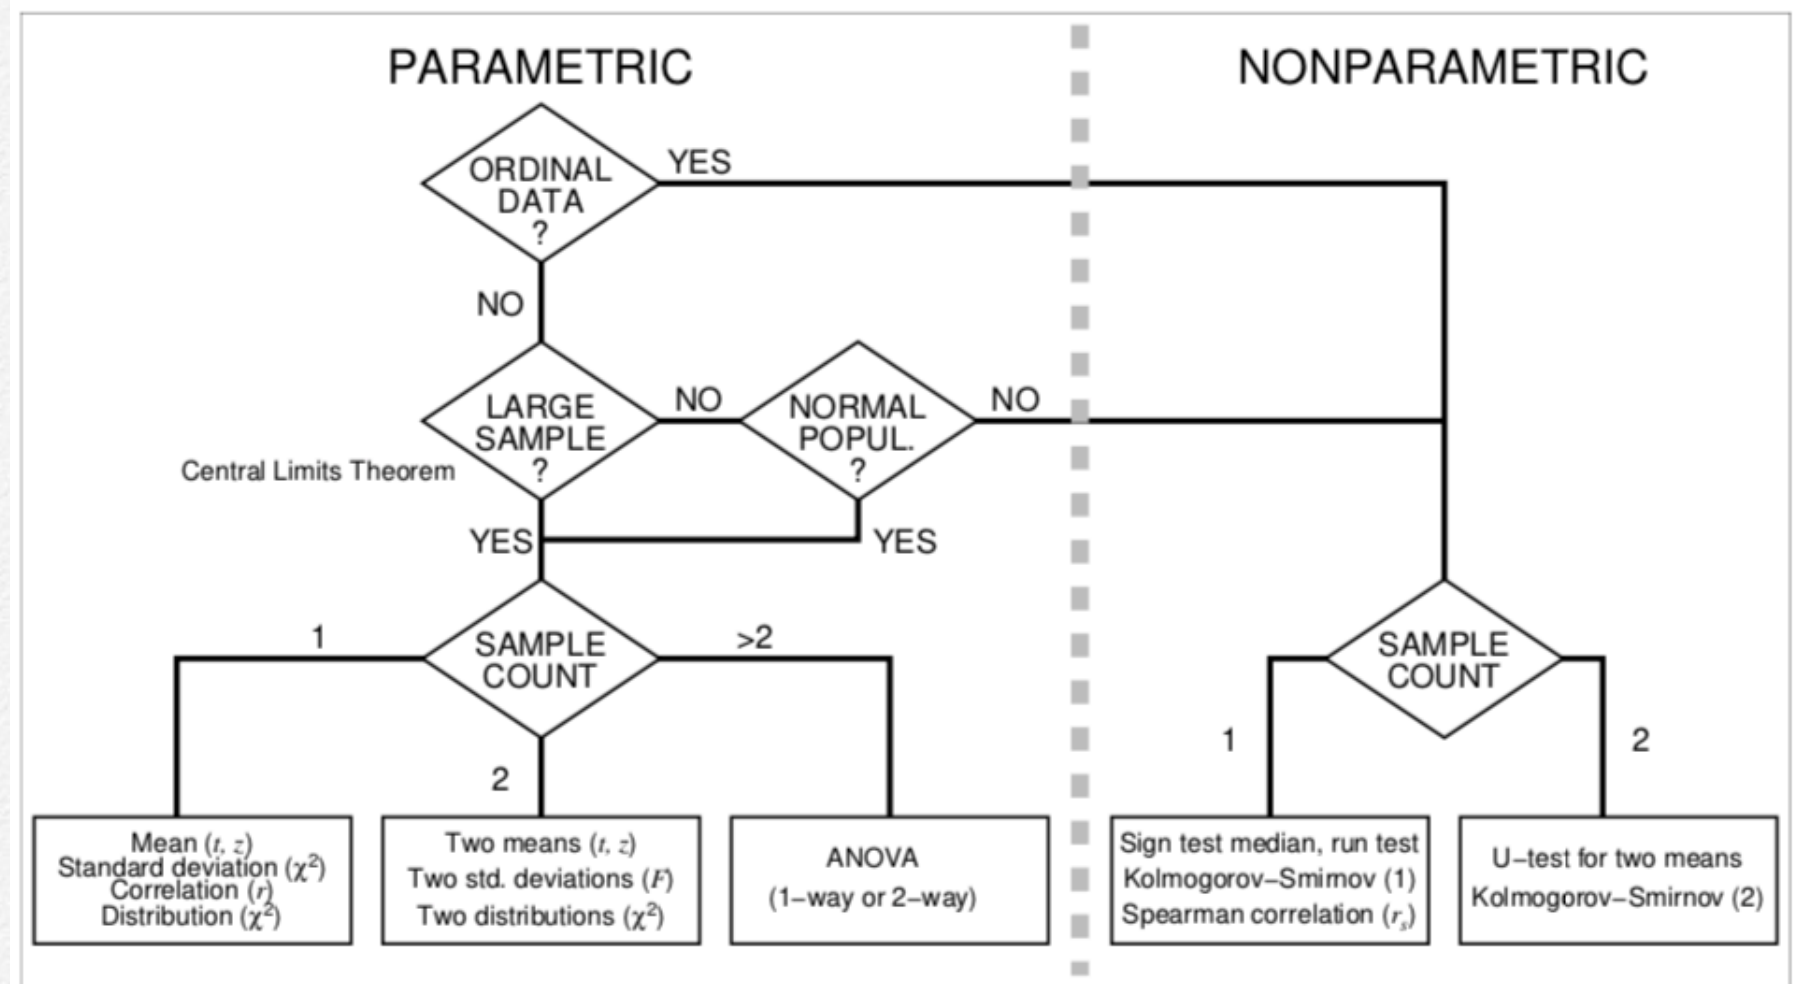 PARAMETRIC
NONPARAMETRIC
ORDINAL
DATA
?
YES
NO
LARGE
SAMPLE
?
NO
NORMAL
POPUL.
?
NO
Central Limits Theorem
YES
YES
SAMPLE
COUNT
1
>2
2
SAMPLE
COUNT
1
2
Mean (t, z)
Standard deviation (χ²)
Correlation (r)
Distribution (χ²)
Two means (t, z)
Two std. deviations (F)
Two distributions (χ²)
ANOVA
(1–way or 2–way)
Sign test median, run test
Kolmogorov–Smirnov (1)
Spearman correlation (rₛ)
U–test for two means
Kolmogorov–Smirnov (2)